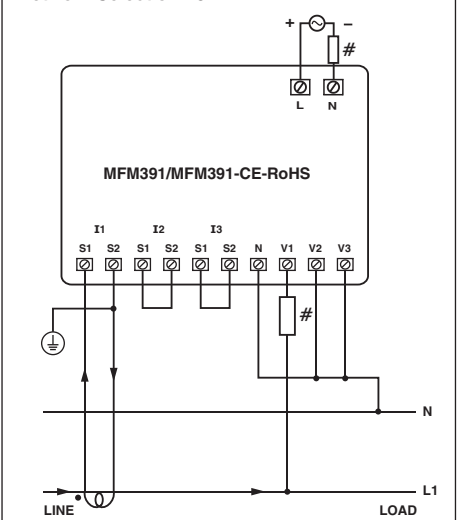 + −
#
L N
MFM391/MFM391-CE-RoHS
I1 I2 I3
S1 S2 S1 S2 S1 S2 N V1 V2 V3
#
N
L1
LINE LOAD